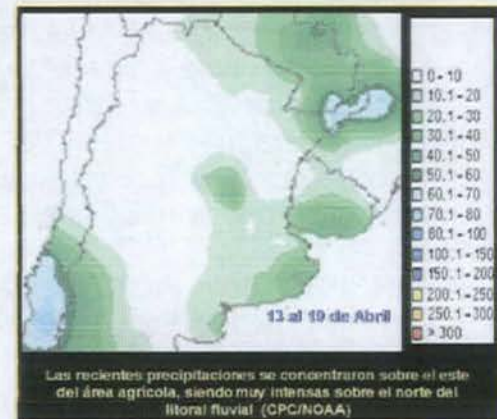 0 - 10
10.1 - 20
20.1 - 30
30.1 - 40
40.1 - 50
50.1 - 60
60.1 - 70
70.1 - 80
80.1 - 100
100.1 - 150
150.1 - 200
200.1 - 250
250.1 - 300
> 300
13 al 19 de Abril
Las recientes precipitaciones se concentraron sobre el este
del área agrícola, siendo muy intensas sobre el norte del
litoral fluvial (CPC/NOAA)